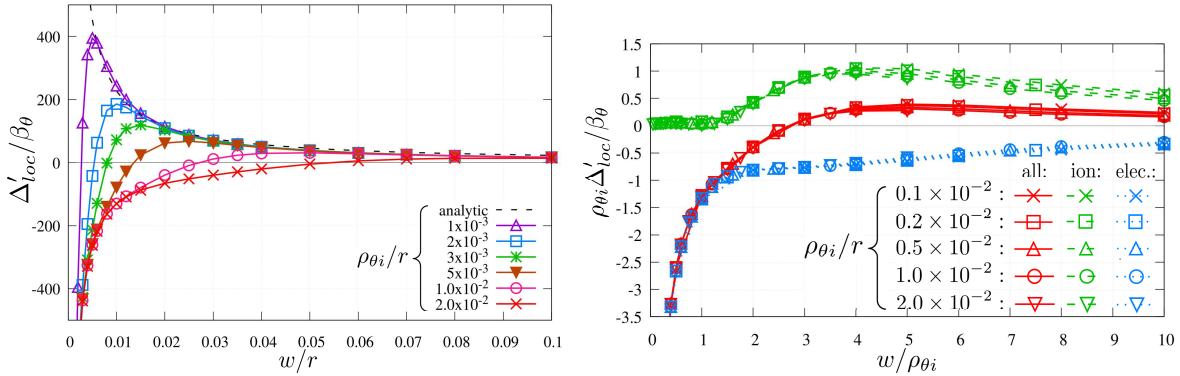 400
200
0
-200
-400
Δ′loc/βθ
0
0.01
0.02
0.03
0.04
0.05
0.06
0.07
0.08
0.09
0.1
w/r
ρθi/r
analytic
1x10⁻³
2x10⁻³
3x10⁻³
5x10⁻³
1.0x10⁻²
2.0x10⁻²
1.5
1
0.5
0
-0.5
-1
-1.5
-2
-2.5
-3
-3.5
ρθiΔ′loc/βθ
0
1
2
3
4
5
6
7
8
9
10
w/ρθi
all: ion: elec.:
ρθi/r
0.1 × 10⁻² :
0.2 × 10⁻² :
0.5 × 10⁻² :
1.0 × 10⁻² :
2.0 × 10⁻² :